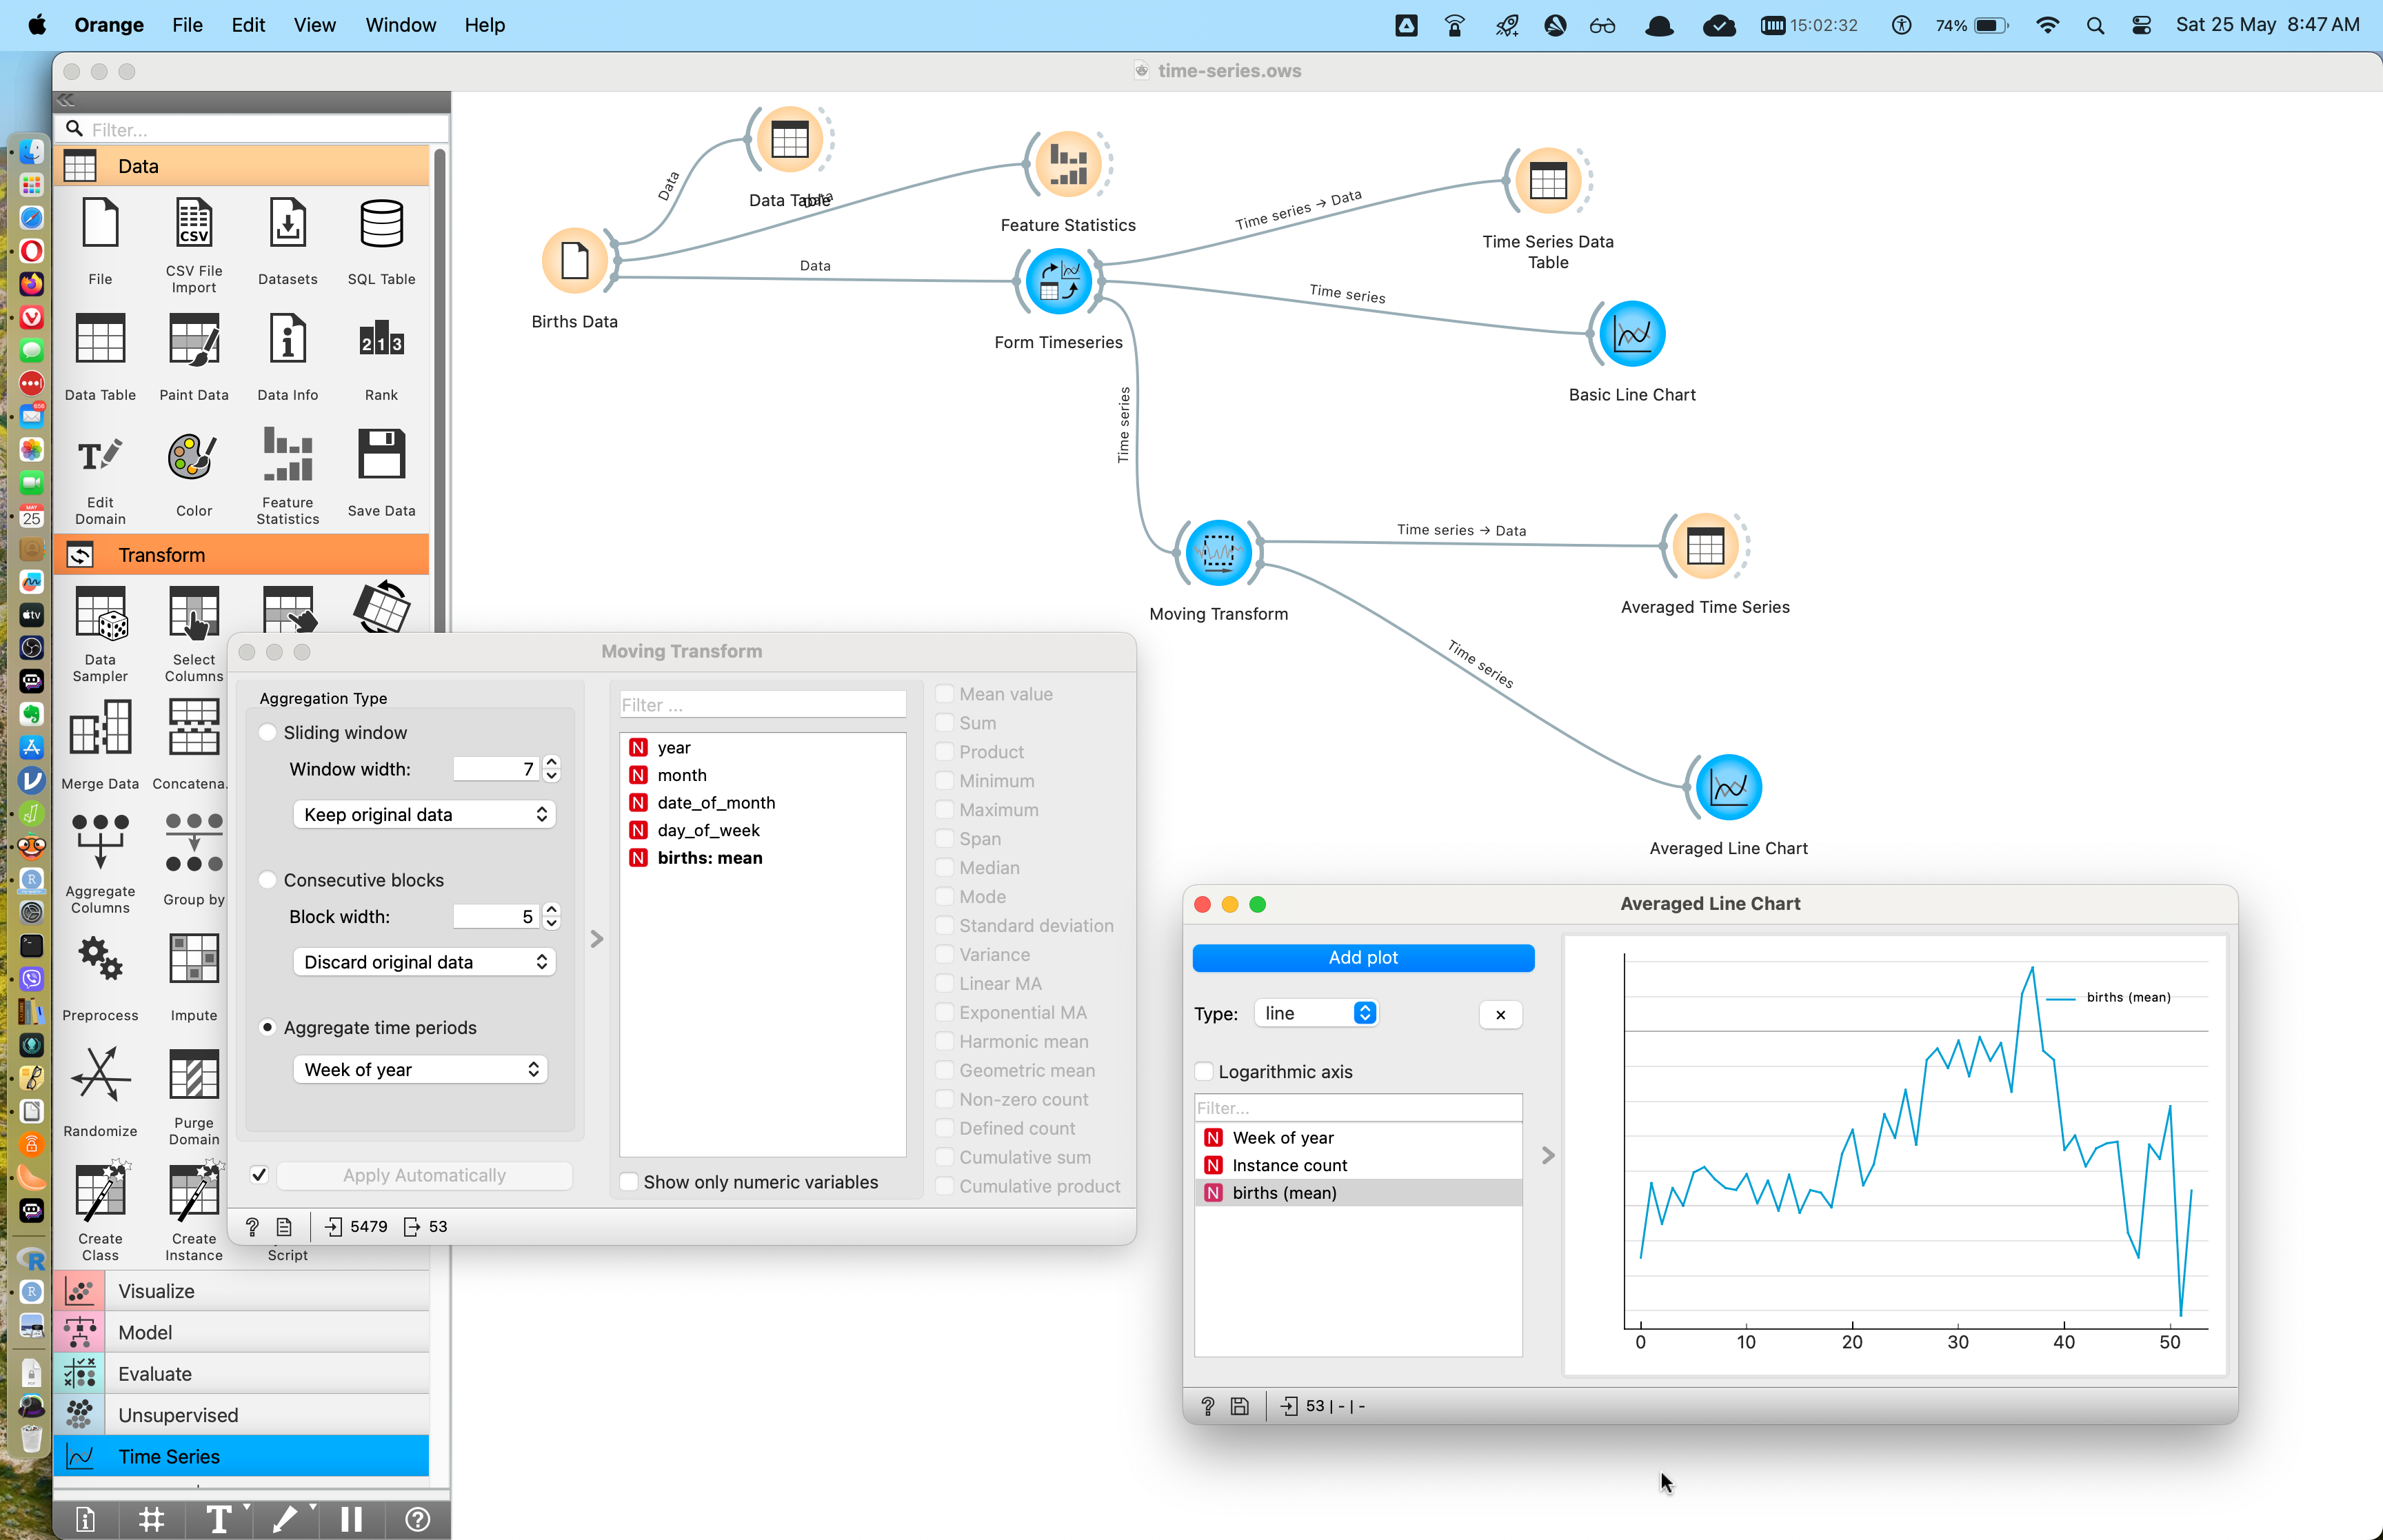 Orange File Edit View Window Help
15:02:32 74% Sat 25 May 8:47 AM
time-series.ows
Filter...
Data
File
CSV
CSV File Import
Datasets
SQL Table
Data Table
Paint Data
Data Info
213
Rank
Edit Domain
Color
Feature Statistics
Save Data
Transform
Data Sampler
Select Columns
Merge Data
Concatena.
Aggregate Columns
Group by
Preprocess
Impute
Randomize
Purge Domain
Create Class
Create Instance
Script
Visualize
Model
Evaluate
Unsupervised
Time Series
MAY
25
tv
Births Data
Data
Data Table
Data
Feature Statistics
Data
Form Timeseries
Time series → Data
Time Series Data Table
Time series
Basic Line Chart
Time series
Moving Transform
Time series → Data
Averaged Time Series
Time series
Averaged Line Chart
Moving Transform
Aggregation Type
Sliding window
Window width: 7
Keep original data
Consecutive blocks
Block width: 5
Discard original data
Aggregate time periods
Week of year
Apply Automatically
Filter ...
N year
N month
N date_of_month
N day_of_week
N births: mean
Show only numeric variables
Mean value
Sum
Product
Minimum
Maximum
Span
Median
Mode
Standard deviation
Variance
Linear MA
Exponential MA
Harmonic mean
Geometric mean
Non-zero count
Defined count
Cumulative sum
Cumulative product
? 5479 53
Averaged Line Chart
Add plot
Type: line ×
Logarithmic axis
Filter...
N Week of year
N Instance count
N births (mean)
births (mean)
0 10 20 30 40 50
? 53 | - | -